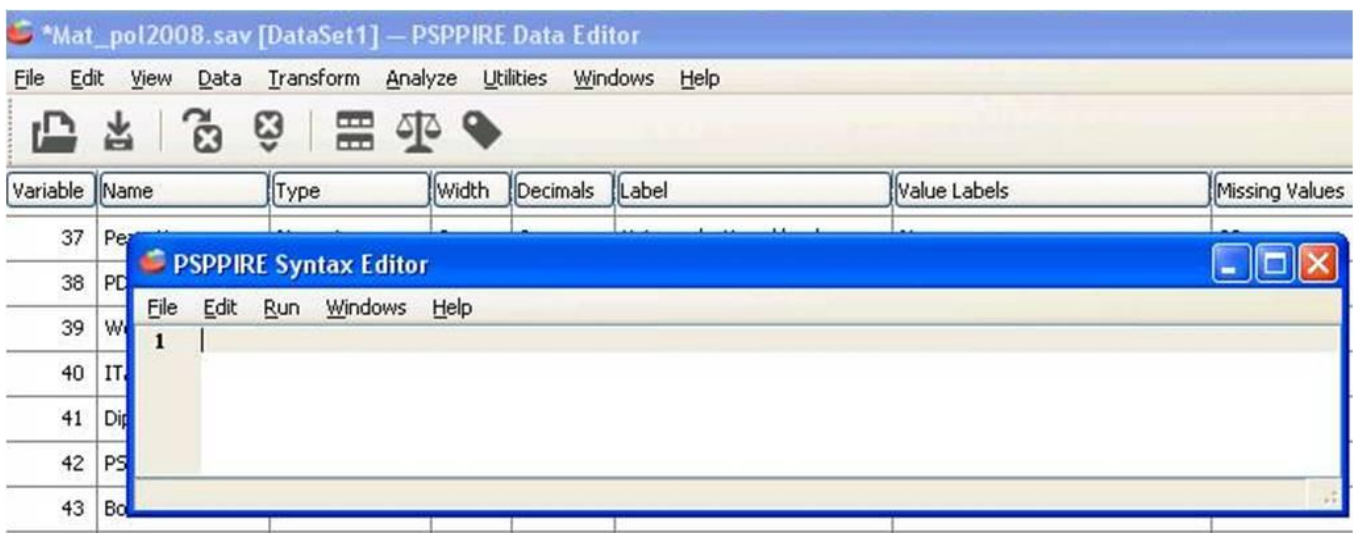 *Mat_pol2008.sav [DataSet1] — PSPPIRE Data Editor
File Edit View Data Transform Analyze Utilities Windows Help
Variable Name Type Width Decimals Label Value Labels Missing Values
37
PSPPIRE Syntax Editor
38 PD
File Edit Run Windows Help
39
1
40
41 Dip
42 PS
43 Bo